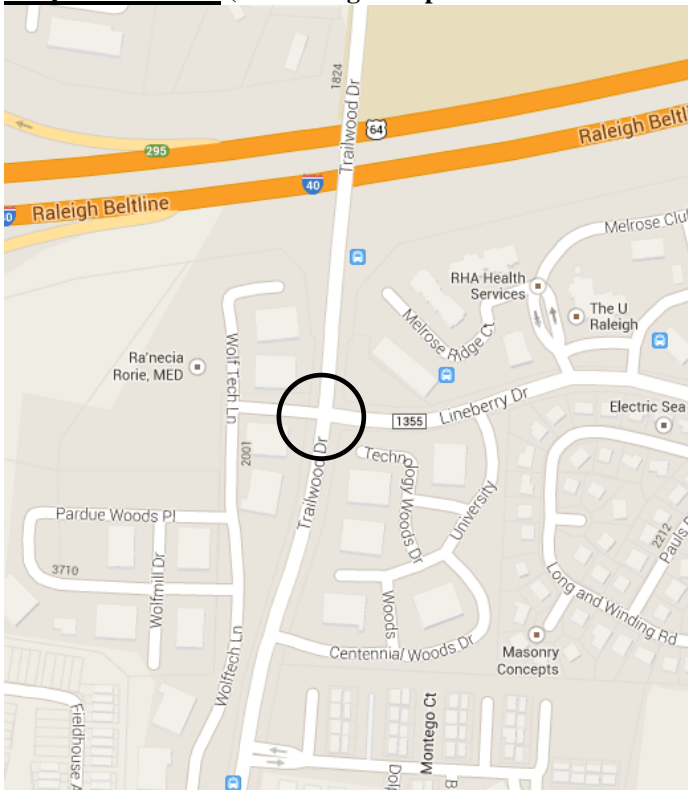 1824
Trailwood Dr
64
295
40
Raleigh Beltli
Raleigh Beltline
Melrose Clu
RHA Health
Services
The U
Raleigh
Melrose Ridge Ct
Ra'necia
Rorie, MED
Wolf Tech Ln
1355
Lineberry Dr
Electric Sea
2001
Trailwood Dr
Technology Woods Dr
University
Woods
Pardue Woods Pl
3710
Wolfmill Dr
2212
Pauls
Long and Winding Rd
Centennial Woods Dr
Masonry
Concepts
Wolftech Ln
Fieldhouse A
Montego Ct